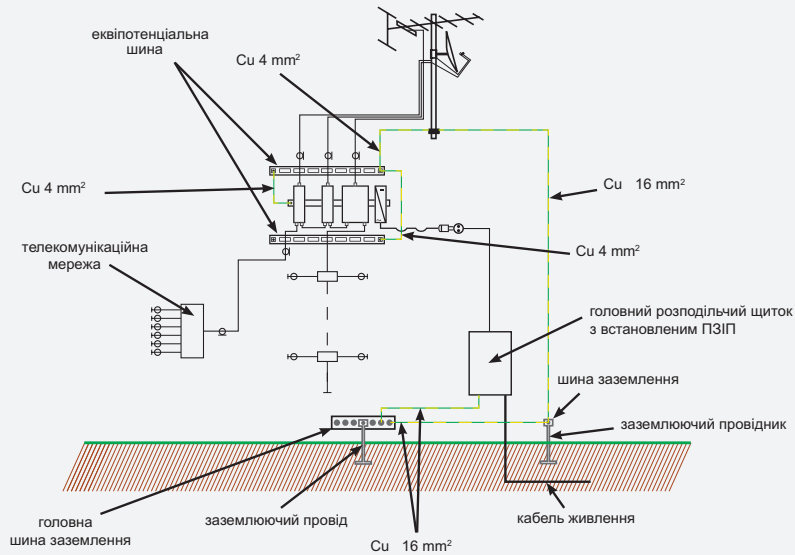 еквіпотенціальна
шина
Cu 4 mm²
Cu 4 mm²
Cu 16 mm²
Cu 4 mm²
телекомунікаційна
мережа
головний розподільчий щиток
з встановленим ПЗІП
шина заземлення
заземлюючий провідник
головна
шина заземлення
заземлюючий провід
кабель живлення
Cu 16 mm²